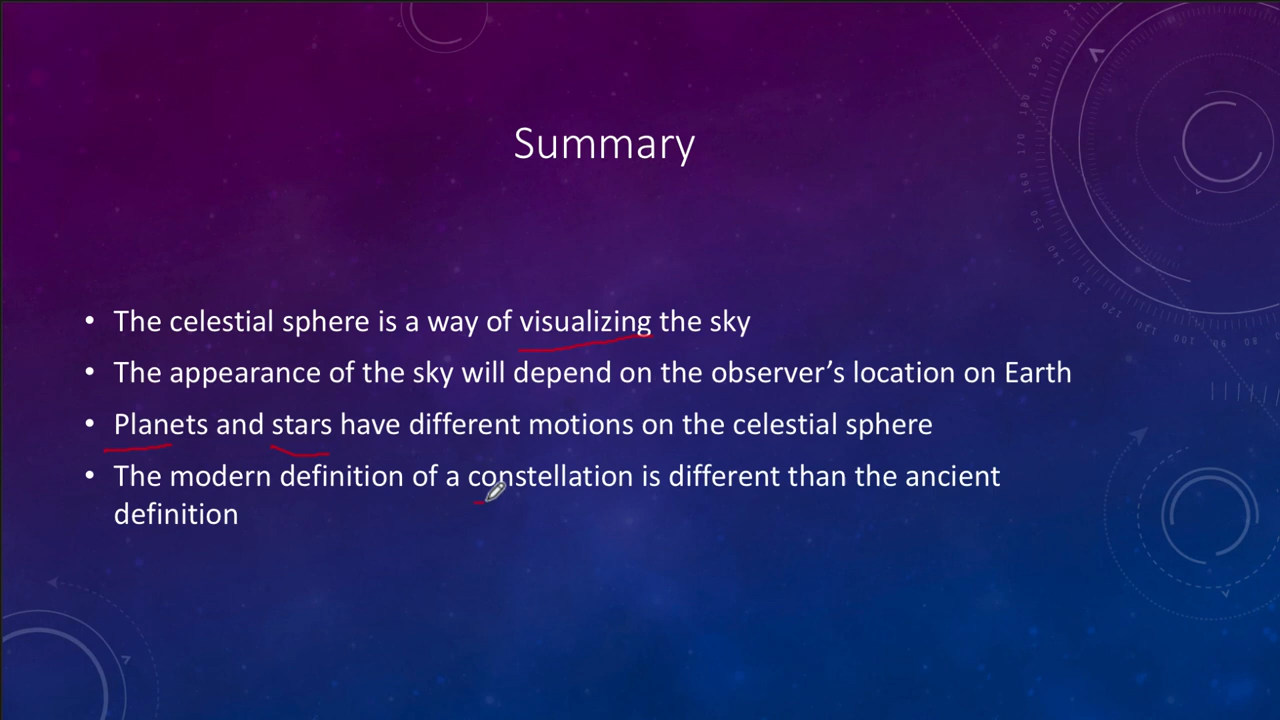 Summary
• The celestial sphere is a way of visualizing the sky
• The appearance of the sky will depend on the observer’s location on Earth
• Planets and stars have different motions on the celestial sphere
• The modern definition of a constellation is different than the ancient
definition